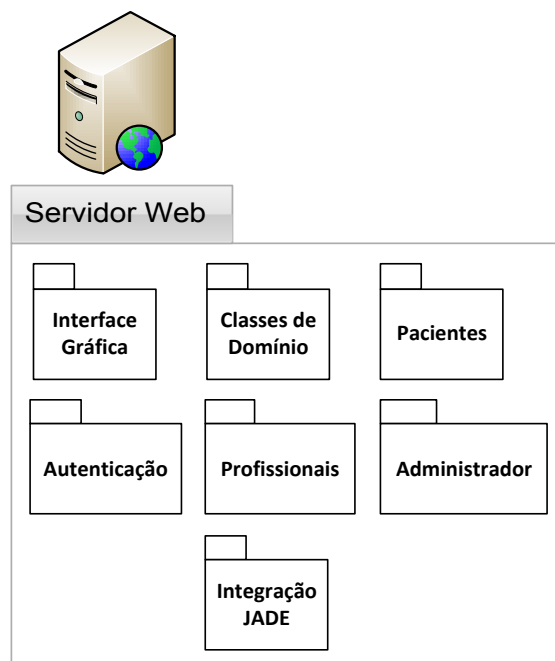 Servidor Web
Interface
Gráfica
Classes de
Domínio
Pacientes
Autenticação
Profissionais
Administrador
Integração
JADE